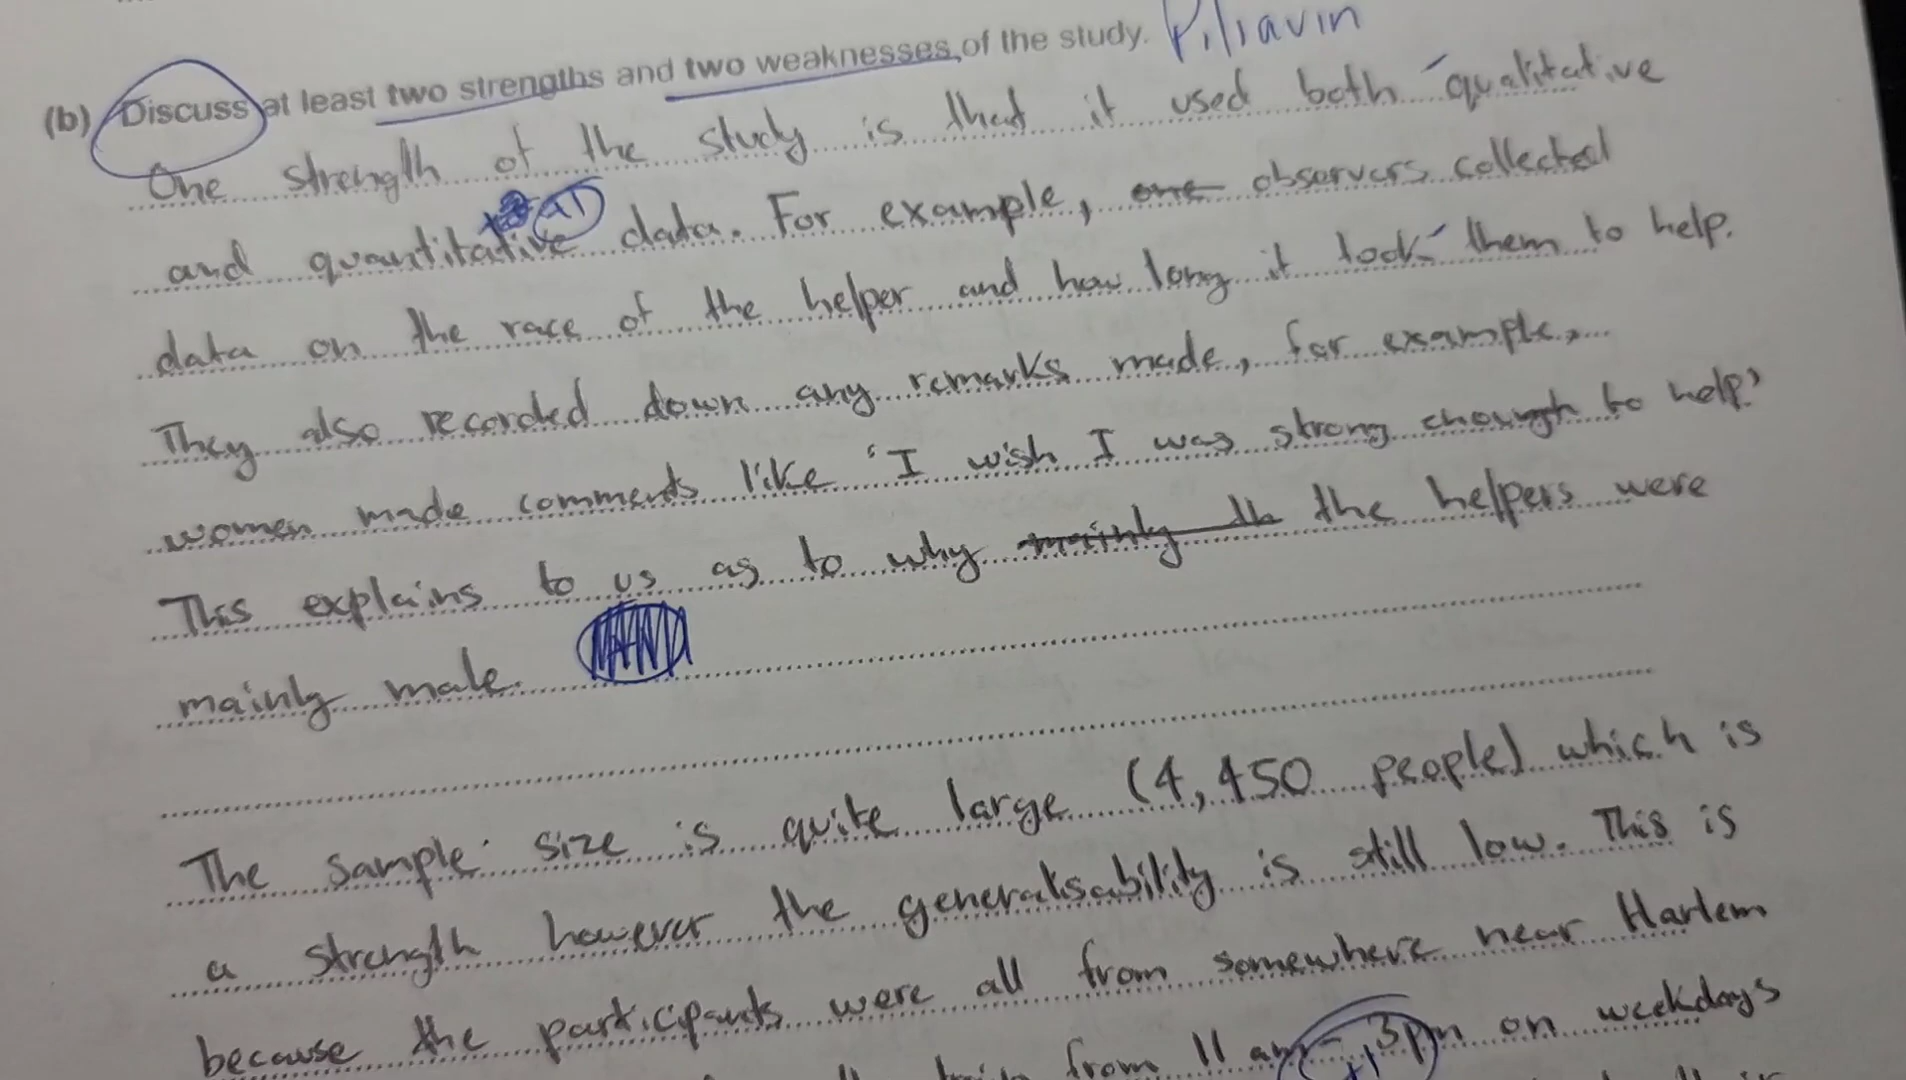 (b) Discuss at least two strengths and two weaknesses of the study. Piliavin
One strength of the study is that it used both qualitative
and quantitative data. For example, one observers collected
data on the race of the helper and how long it took them to help.
They also recorded down any remarks made, for example,
women made comments like 'I wish I was strong enough to help'
This explains to us as to why mainly th the helpers were
mainly male.
The sample size is quite large (4,450 people) which is
a strength however the generalisability is still low. This is
because the participants were all from somewhere near Harlem
from 11 am - 3pm on weekdays